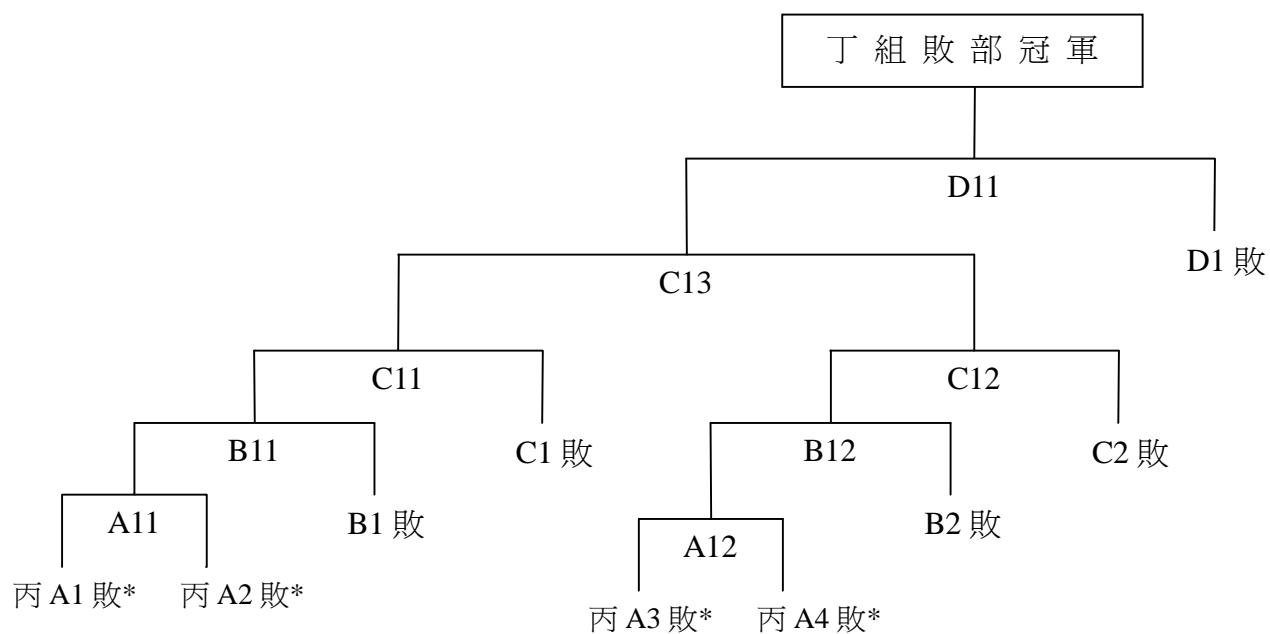 丁組敗部冠軍
D11
D1 敗
C13
C11
C12
B11
C1 敗
B12
C2 敗
A11
B1 敗
A12
B2 敗
丙 A1 敗*
丙 A2 敗*
丙 A3 敗*
丙 A4 敗*